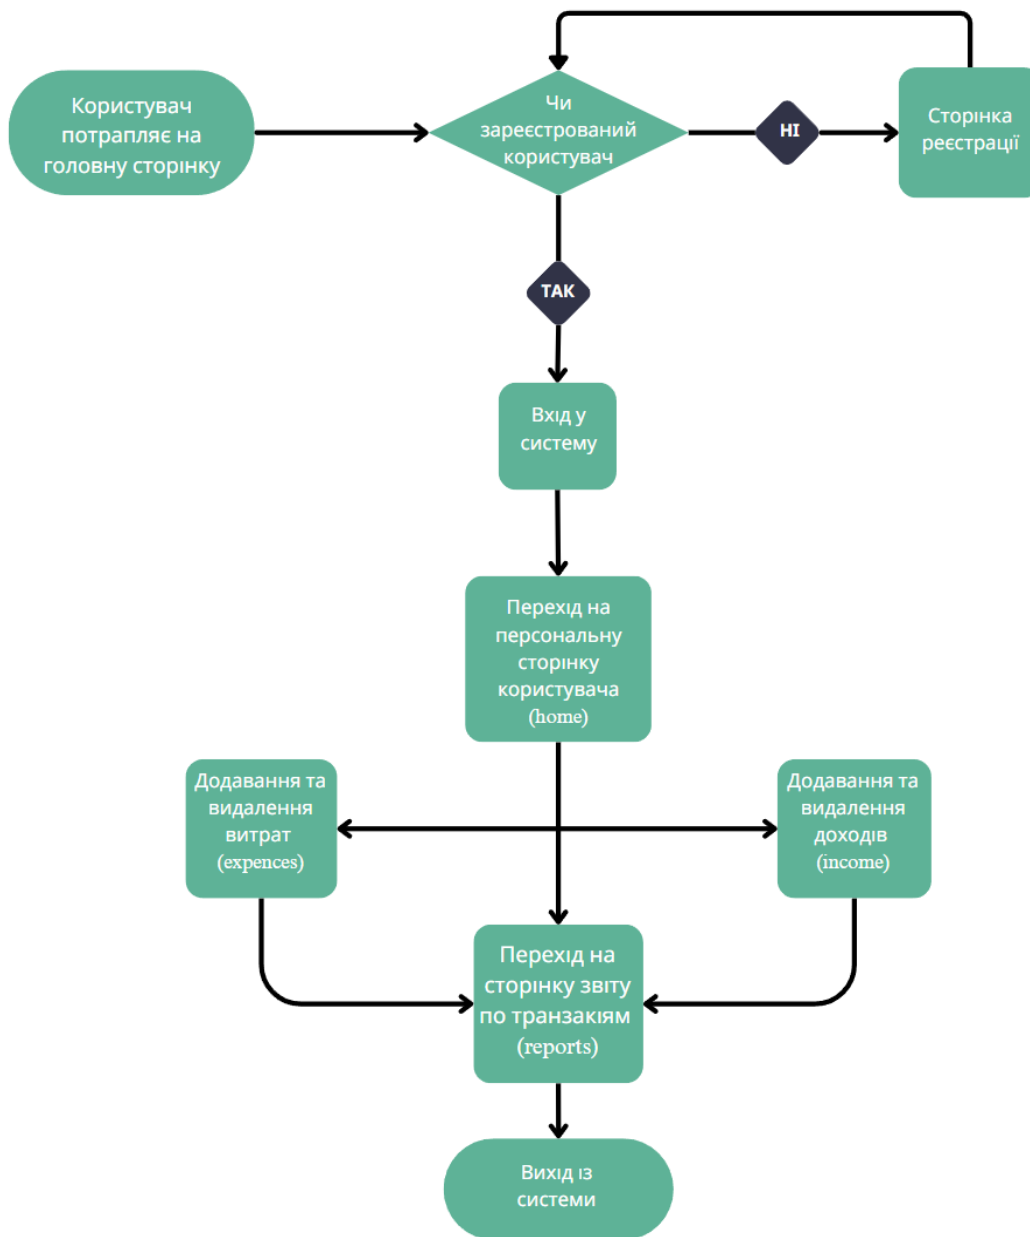 Користувач
потрапляє на
головну сторінку
Чи
зареєстрований
користувач
НІ
Сторінка
реєстрації
ТАК
Вхід у
систему
Перехід на
персональну
сторінку
користувача
(home)
Додавання та
видалення
витрат
(expences)
Додавання та
видалення
доходів
(income)
Перехід на
сторінку звіту
по транзакіям
(reports)
Вихід із
системи